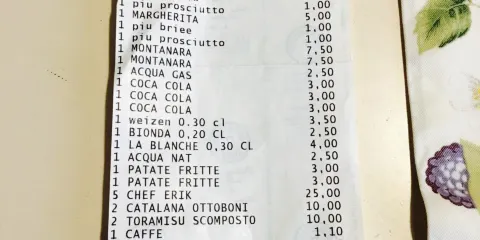 1 più prosciutto 1,00
1 MARGHERITA 5,00
1 piu briee 1,00
1 piu prosciutto 1,00
1 MONTANARA 7,50
1 MONTANARA 7,50
1 ACQUA GAS 2,50
1 COCA COLA 3,00
1 COCA COLA 3,00
1 COCA COLA 3,00
1 weizen 0.30 cl 3,50
1 BIONDA 0,20 CL 2,50
1 LA BLANCHE 0,30 CL 4,00
1 ACQUA NAT 2,50
1 PATATE FRITTE 3,00
1 PATATE FRITTE 3,00
5 CHEF ERIK 25,00
2 CATALANA OTTOBONI 10,00
2 TORAMISU SCOMPOSTO 10,00
1 CAFFE 1,10